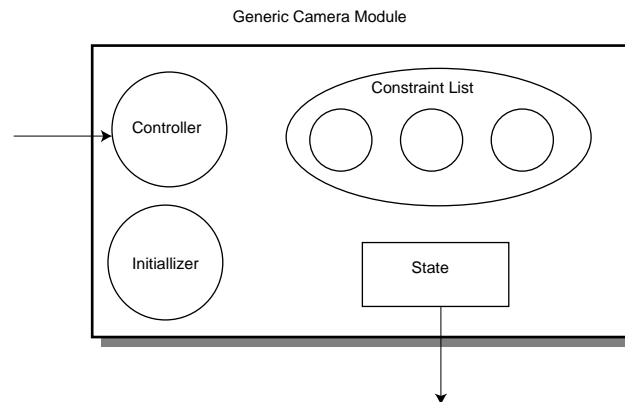 Generic Camera Module
Constraint List
Controller
Initiallizer
State